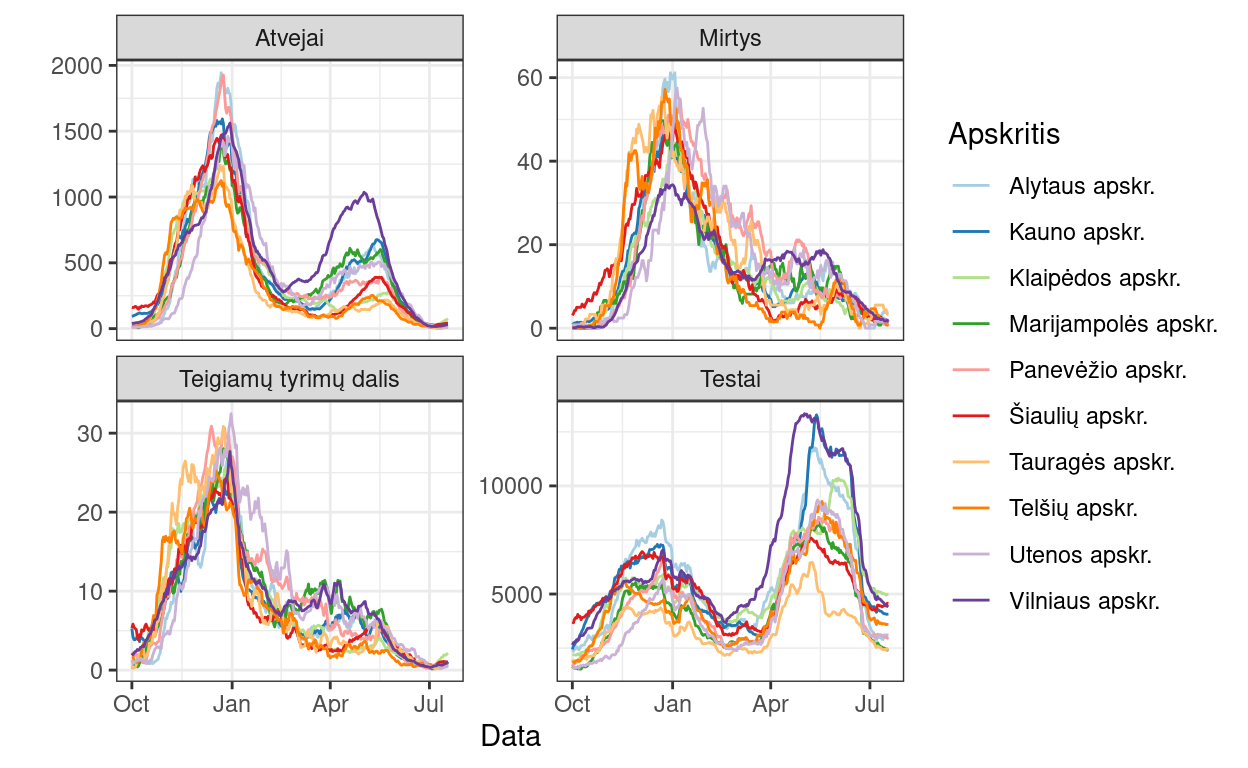 Atvejai
2000
1500
1000
500
0
Mirtys
60
40
20
0
Teigiamų tyrimų dalis
30
20
10
0
Oct Jan Apr Jul
Testai
10000
5000
Oct Jan Apr Jul
Data
Apskritis
Alytaus apskr.
Kauno apskr.
Klaipėdos apskr.
Marijampolės apskr.
Panevėžio apskr.
Šiaulių apskr.
Tauragės apskr.
Telšių apskr.
Utenos apskr.
Vilniaus apskr.